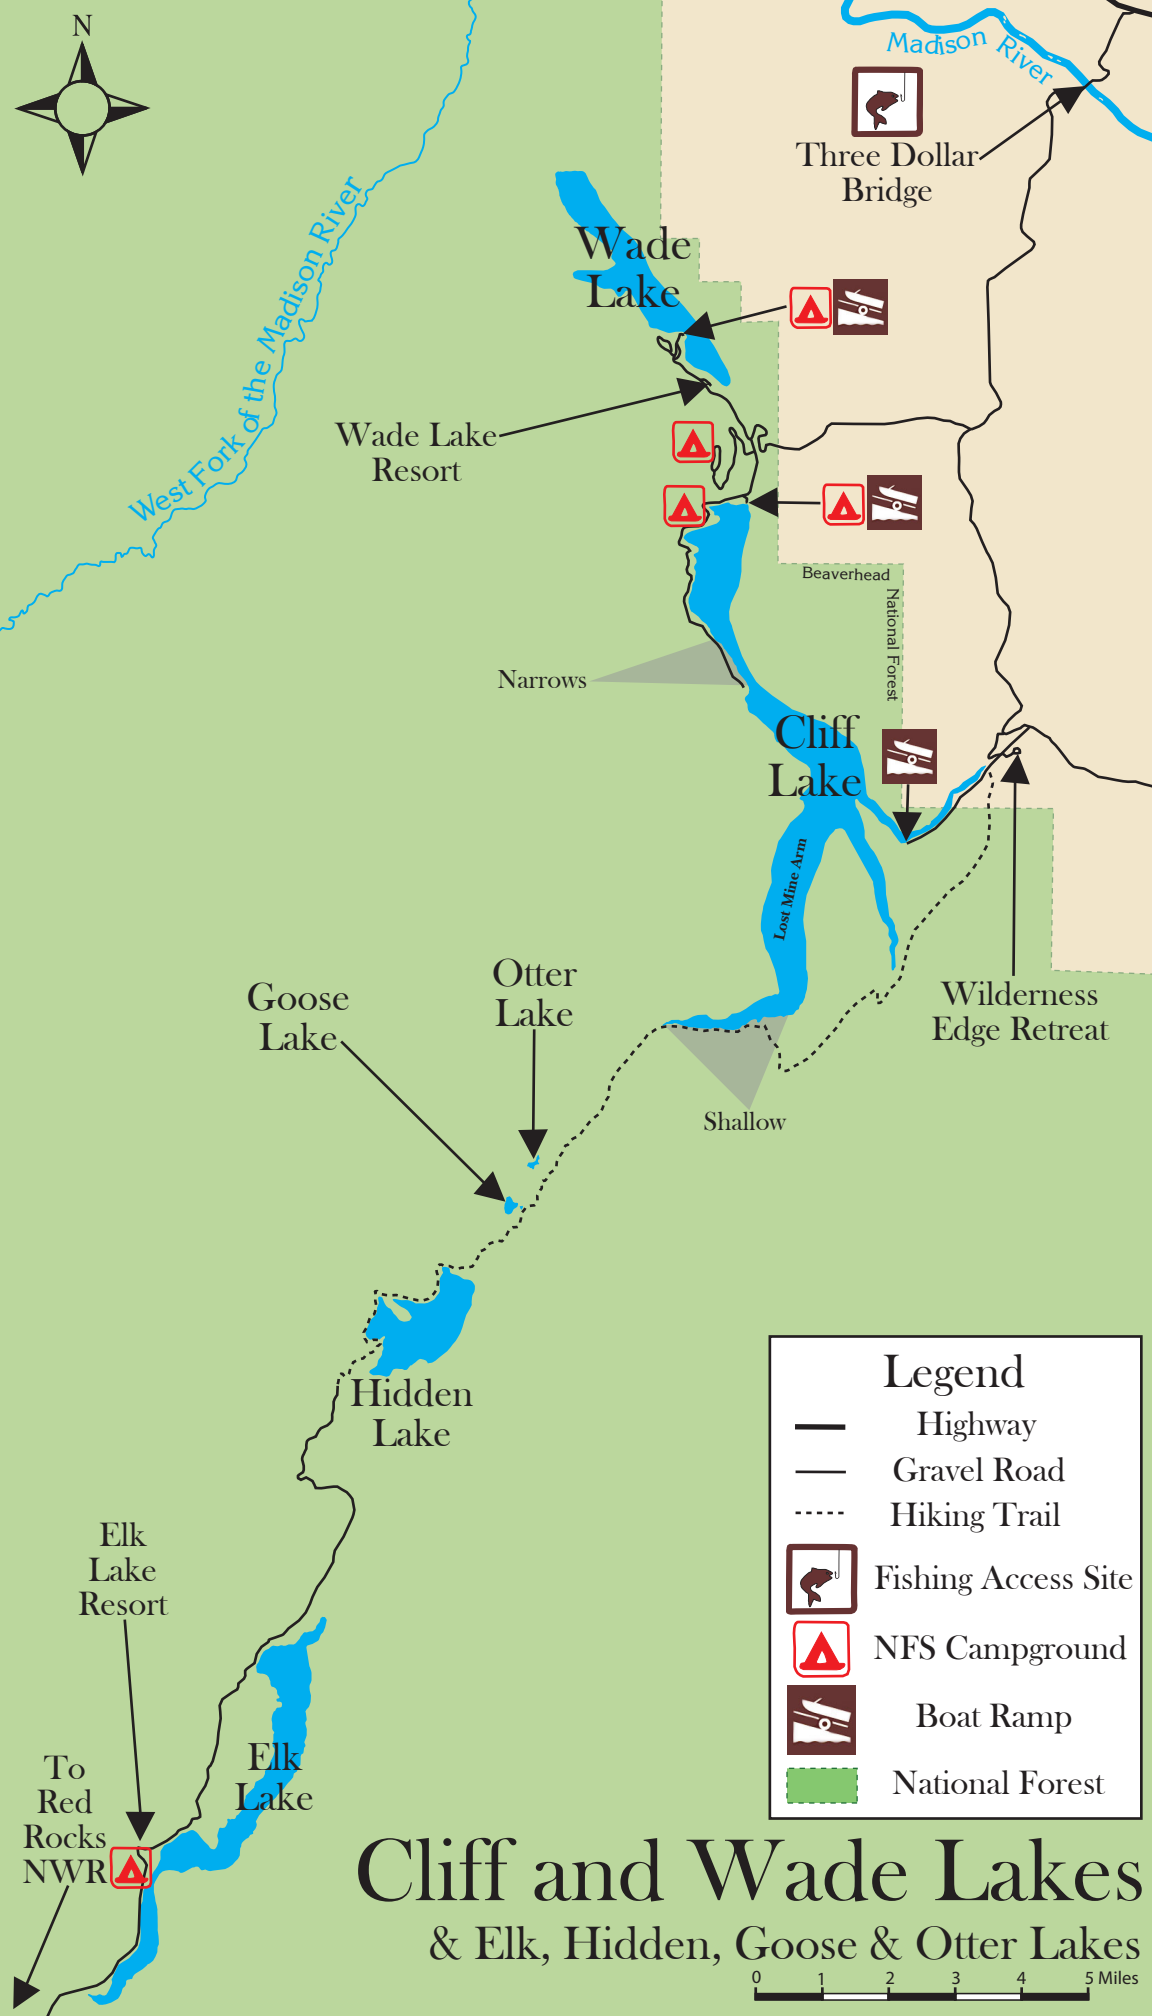 N
Madison River
Three Dollar
Bridge
West Fork of the Madison River
Wade
Lake
Wade Lake
Resort
Beaverhead
National Forest
Narrows
Cliff
Lake
Lost Mine Arm
Otter
Lake
Goose
Lake
Wilderness
Edge Retreat
Shallow
Hidden
Lake
Legend
Highway
Gravel Road
Hiking Trail
Fishing Access Site
NFS Campground
Boat Ramp
National Forest
Elk
Lake
Resort
Elk
Lake
To
Red
Rocks
NWR
Cliff and Wade Lakes
& Elk, Hidden, Goose & Otter Lakes
0 1 2 3 4 5 Miles